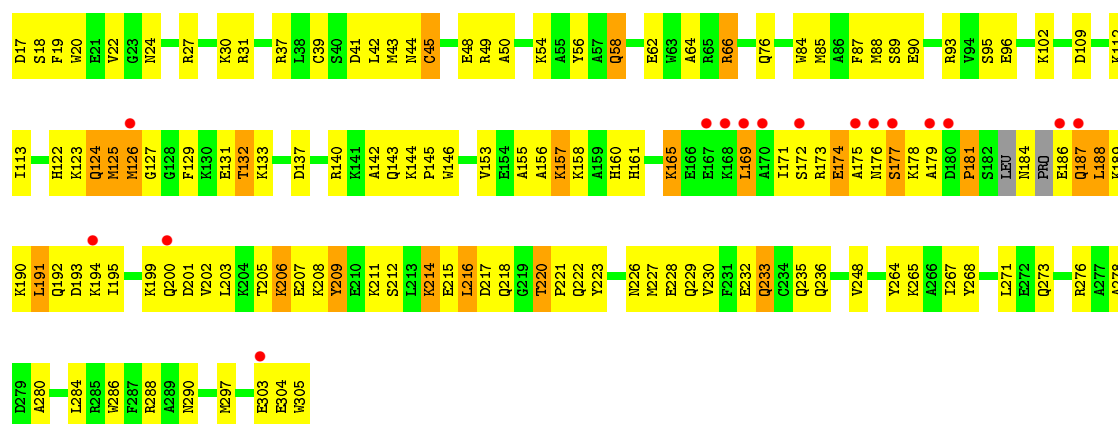 D17 S18 F19 W20 E21 V22 G23 N24 R27 K30 R31 R37 L38 C39 S40 D41 L42 M43 N44 C45 E48 R49 A50 K54 A55 Y56 A57 Q58 E62 W63 A64 R65 R66 Q76 W84 M85 A86 F87 M88 S89 E90 R93 V94 S95 E96 K102 D109 K112
I113 H122 K123 Q124 M125 M126 G127 G128 F129 K130 E131 T132 K133 D137 R140 K141 A142 Q143 K144 P145 W146 V153 E154 A155 A156 K157 K158 A159 H160 H161 K165 E166 E167 K168 L169 A170 I171 S172 R173 E174 A175 N176 S177 K178 A179 D180 P181 S182 LEU N184 PRO E186 Q187 L188 K189
K190 L191 Q192 D193 K194 I195 K199 Q200 D201 V202 L203 K204 T205 K206 E207 K208 Y209 E210 K211 S212 L213 K214 E215 L216 D217 Q218 G219 T220 P221 Q222 Y223 N226 M227 E228 Q229 V230 F231 E232 Q233 C234 Q235 Q236 V248 Y264 K265 A266 I267 Y268 L271 E272 Q273 R276 A277 A278
D279 A280 L284 R285 W286 F287 R288 A289 N290 M297 E303 E304 W305